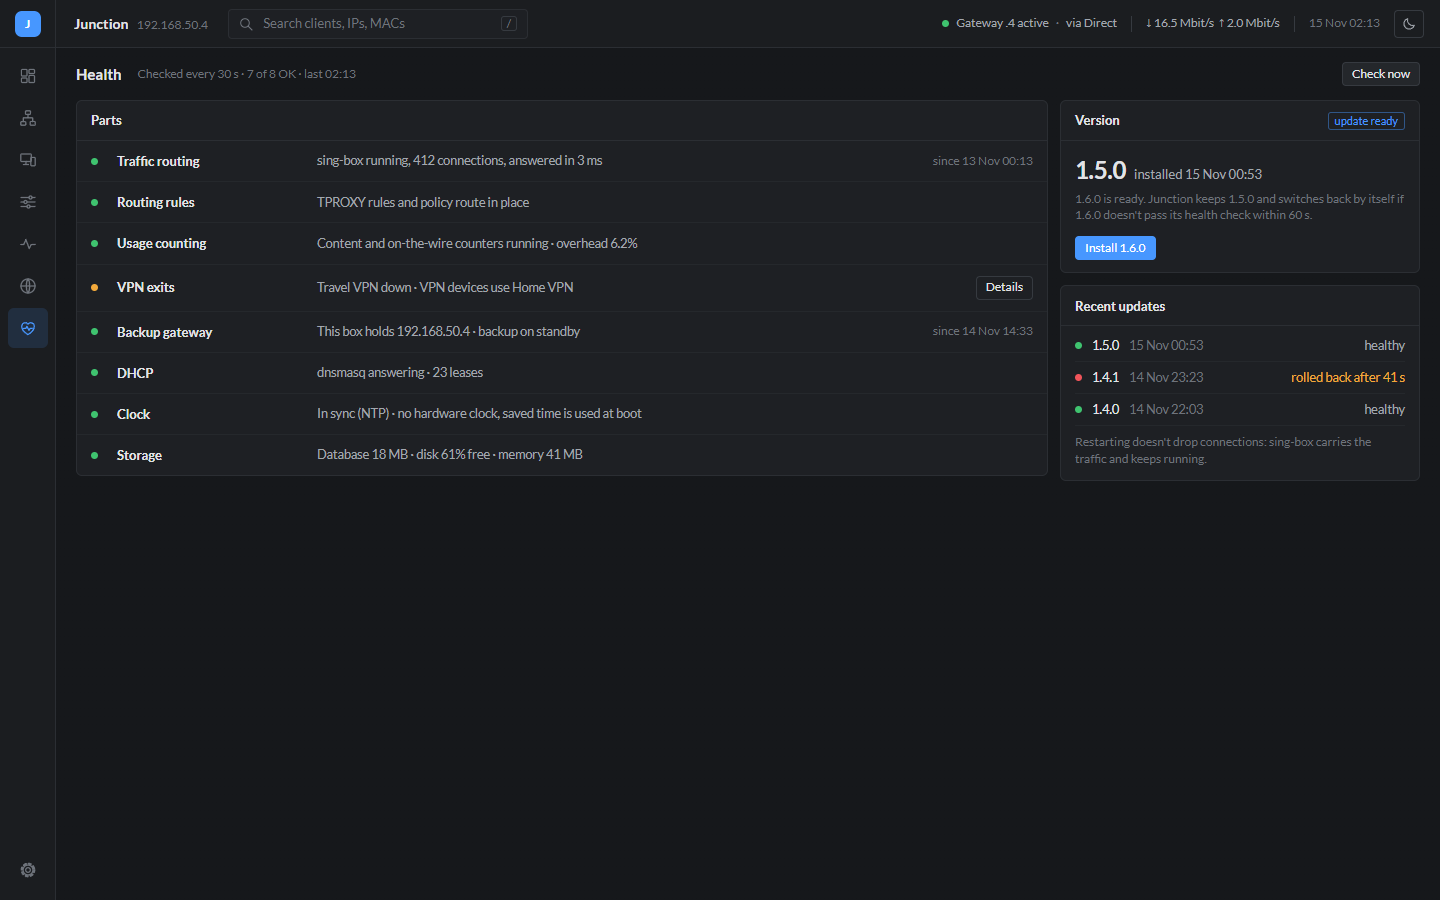 J
Junction 192.168.50.4
Search clients, IPs, MACs /
Gateway .4 active · via Direct
↓ 16.5 Mbit/s ↑ 2.0 Mbit/s
15 Nov 02:13
Health Checked every 30 s · 7 of 8 OK · last 02:13
Check now
Parts
Traffic routing sing-box running, 412 connections, answered in 3 ms since 13 Nov 00:13
Routing rules TPROXY rules and policy route in place
Usage counting Content and on-the-wire counters running · overhead 6.2%
VPN exits Travel VPN down · VPN devices use Home VPN Details
Backup gateway This box holds 192.168.50.4 · backup on standby since 14 Nov 14:33
DHCP dnsmasq answering · 23 leases
Clock In sync (NTP) · no hardware clock, saved time is used at boot
Storage Database 18 MB · disk 61% free · memory 41 MB
Version update ready
1.5.0 installed 15 Nov 00:53
1.6.0 is ready. Junction keeps 1.5.0 and switches back by itself if
1.6.0 doesn't pass its health check within 60 s.
Install 1.6.0
Recent updates
1.5.0 15 Nov 00:53 healthy
1.4.1 14 Nov 23:23 rolled back after 41 s
1.4.0 14 Nov 22:03 healthy
Restarting doesn't drop connections: sing-box carries the
traffic and keeps running.